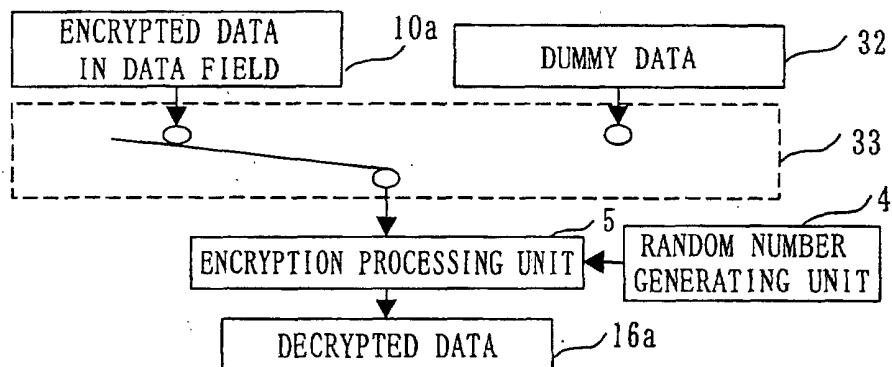 ENCRYPTED DATA
IN DATA FIELD
10a
DUMMY DATA
32
33
5
4
ENCRYPTION PROCESSING UNIT
RANDOM NUMBER
GENERATING UNIT
DECRYPTED DATA
16a